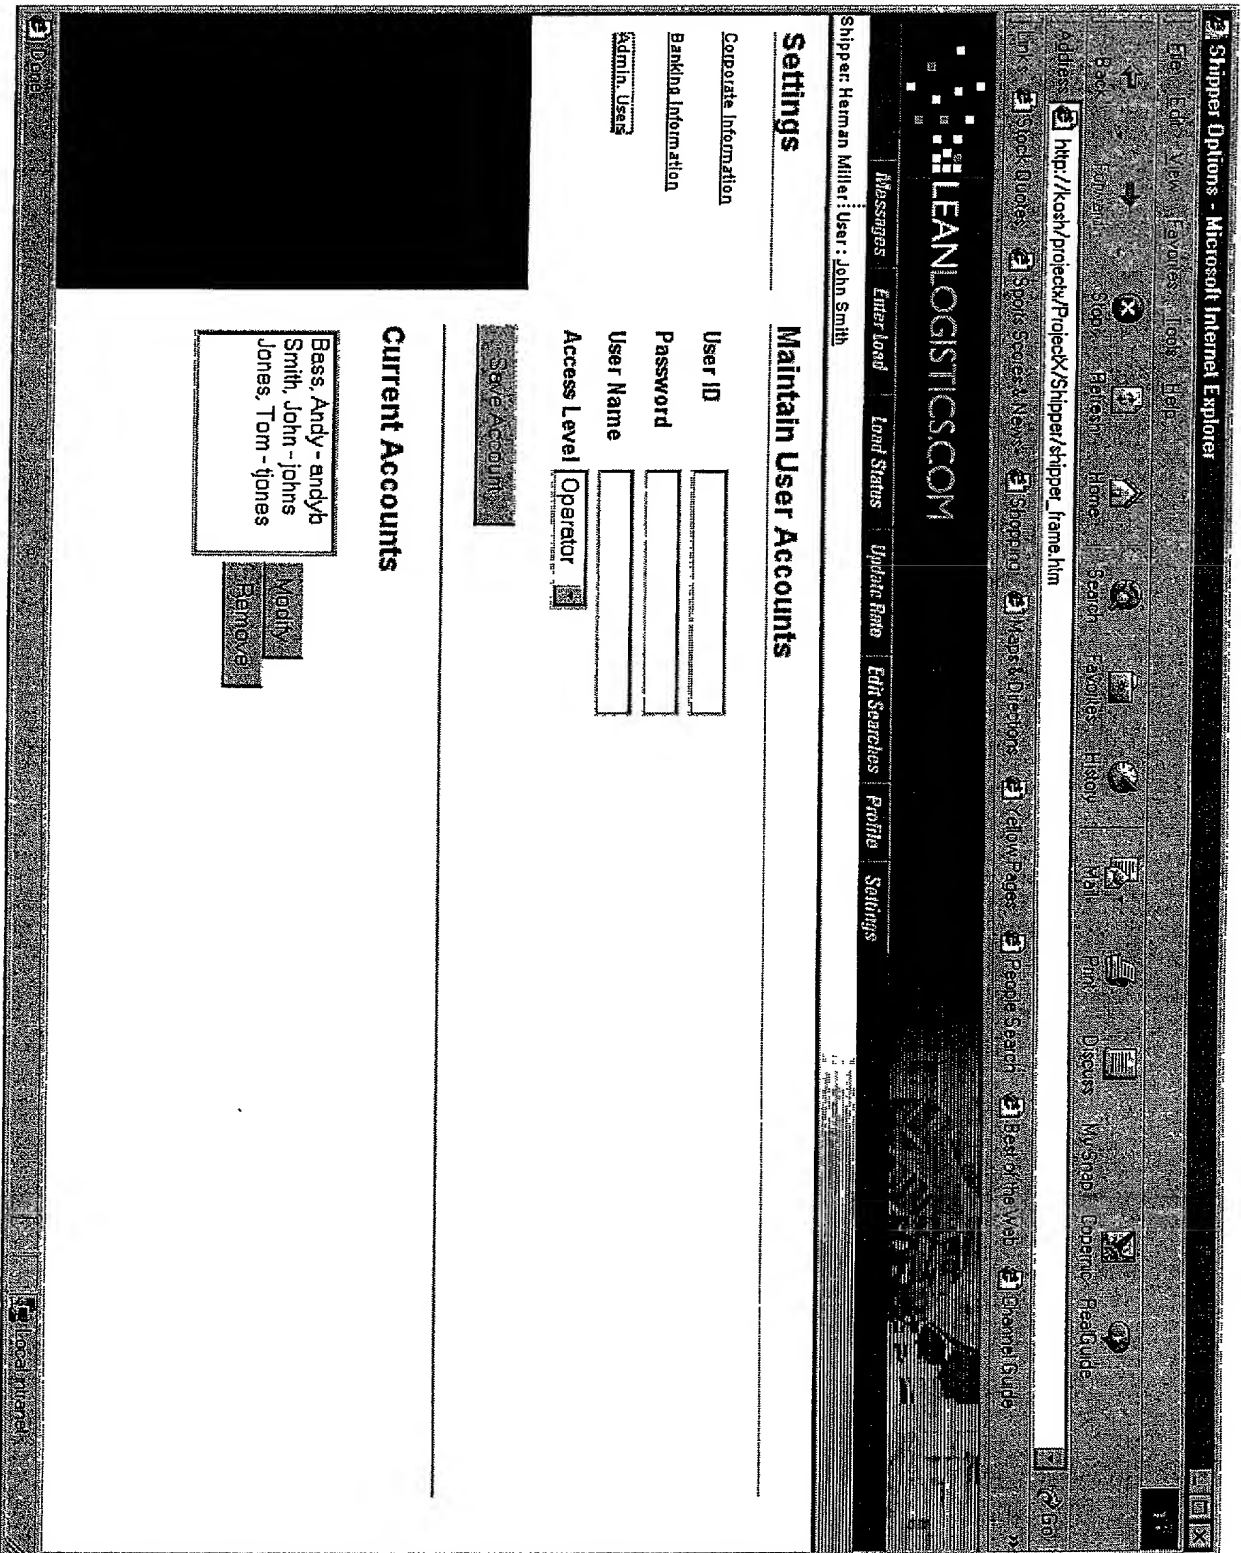 Shipper Options - Microsoft Internet Explorer
File Edit View Favorites Tools Help
Back Forward Stop Refresh Home Search Favorites History Mail Print Discuss My Snap Copernic RealGuide
Address http://kosh/projectx/ProjectX/Shipper/shipper_frame.htm Go
Links Stock Quotes Sports Scores & News Shopping Maps & Directions Yellow Pages People Search Best of the Web Channel Guide »
LEANLOGISTICS.COM
Messages Enter Load Load Status Update Rate Edit Searches Profile Settings
Shipper: Herman Miller User: John Smith
Settings
Corporate Information
Banking Information
Admin. Users
Maintain User Accounts
User ID
Password
User Name
Access Level Operator
Save Account
Current Accounts
Bass, Andy - andyb
Smith, John - johns
Jones, Tom - tjones
Modify
Remove
Done Local intranet